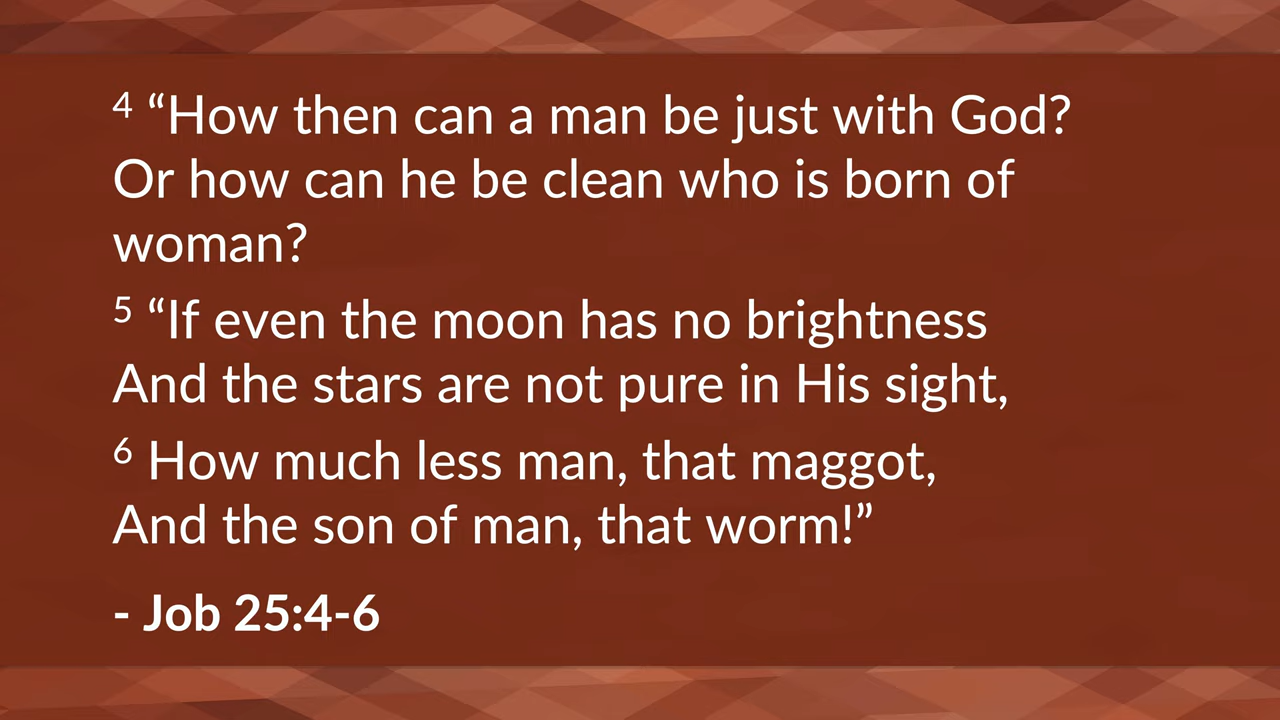 4 “How then can a man be just with God?
Or how can he be clean who is born of
woman?
5 “If even the moon has no brightness
And the stars are not pure in His sight,
6 How much less man, that maggot,
And the son of man, that worm!”
- Job 25:4-6